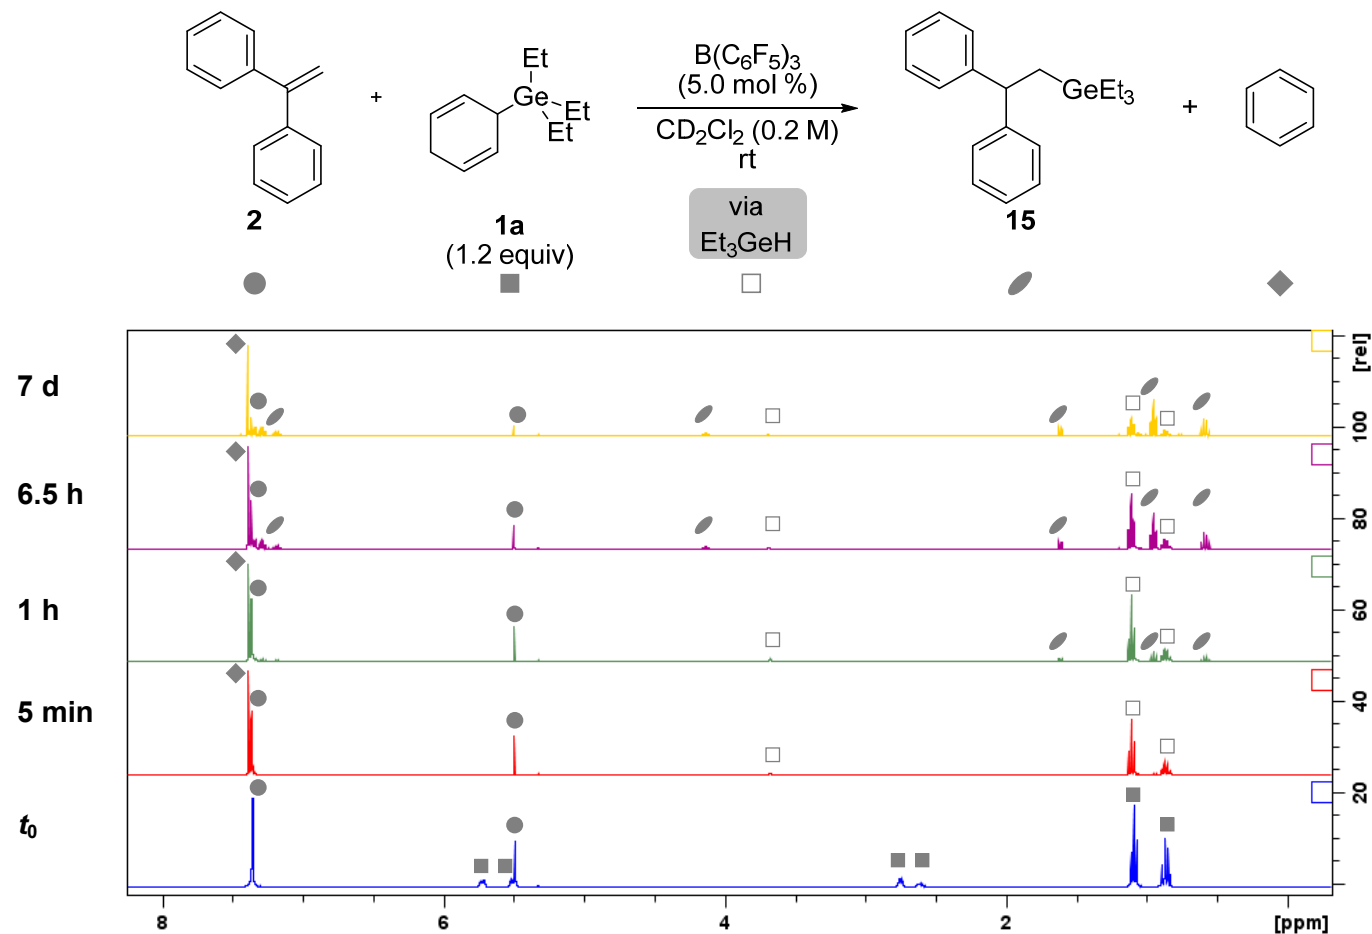 Et
Ge
Et
Et
+
B(C6F5)3
(5.0 mol %)
CD2Cl2 (0.2 M)
rt
GeEt3
+
via
Et3GeH
2
1a
(1.2 equiv)
15
7 d
6.5 h
1 h
5 min
t0
[rel]
100
80
60
40
20
8
6
4
2
[ppm]